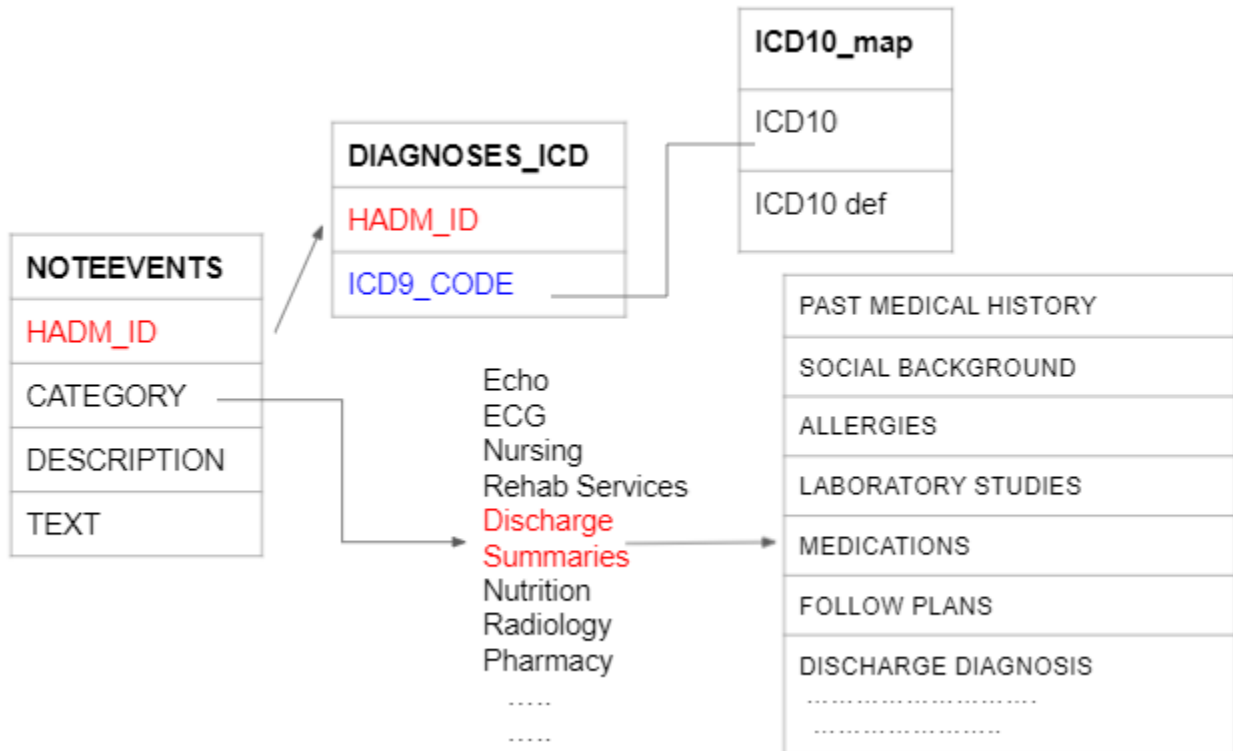 ICD10_map
ICD10
ICD10 def
DIAGNOSES_ICD
HADM_ID
ICD9_CODE
NOTEEVENTS
HADM_ID
CATEGORY
DESCRIPTION
TEXT
Echo
ECG
Nursing
Rehab Services
Discharge
Summaries
Nutrition
Radiology
Pharmacy
.....
.....
PAST MEDICAL HISTORY
SOCIAL BACKGROUND
ALLERGIES
LABORATORY STUDIES
MEDICATIONS
FOLLOW PLANS
DISCHARGE DIAGNOSIS
............................
............................